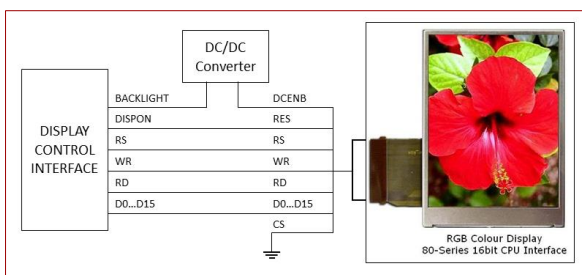 DC/DC
Converter
BACKLIGHT DCENB
DISPON RES
DISPLAY
CONTROL
INTERFACE
RS RS
WR WR
RD RD
D0...D15 D0...D15
CS
RGB Colour Display
80-Series 16bit CPU Interface